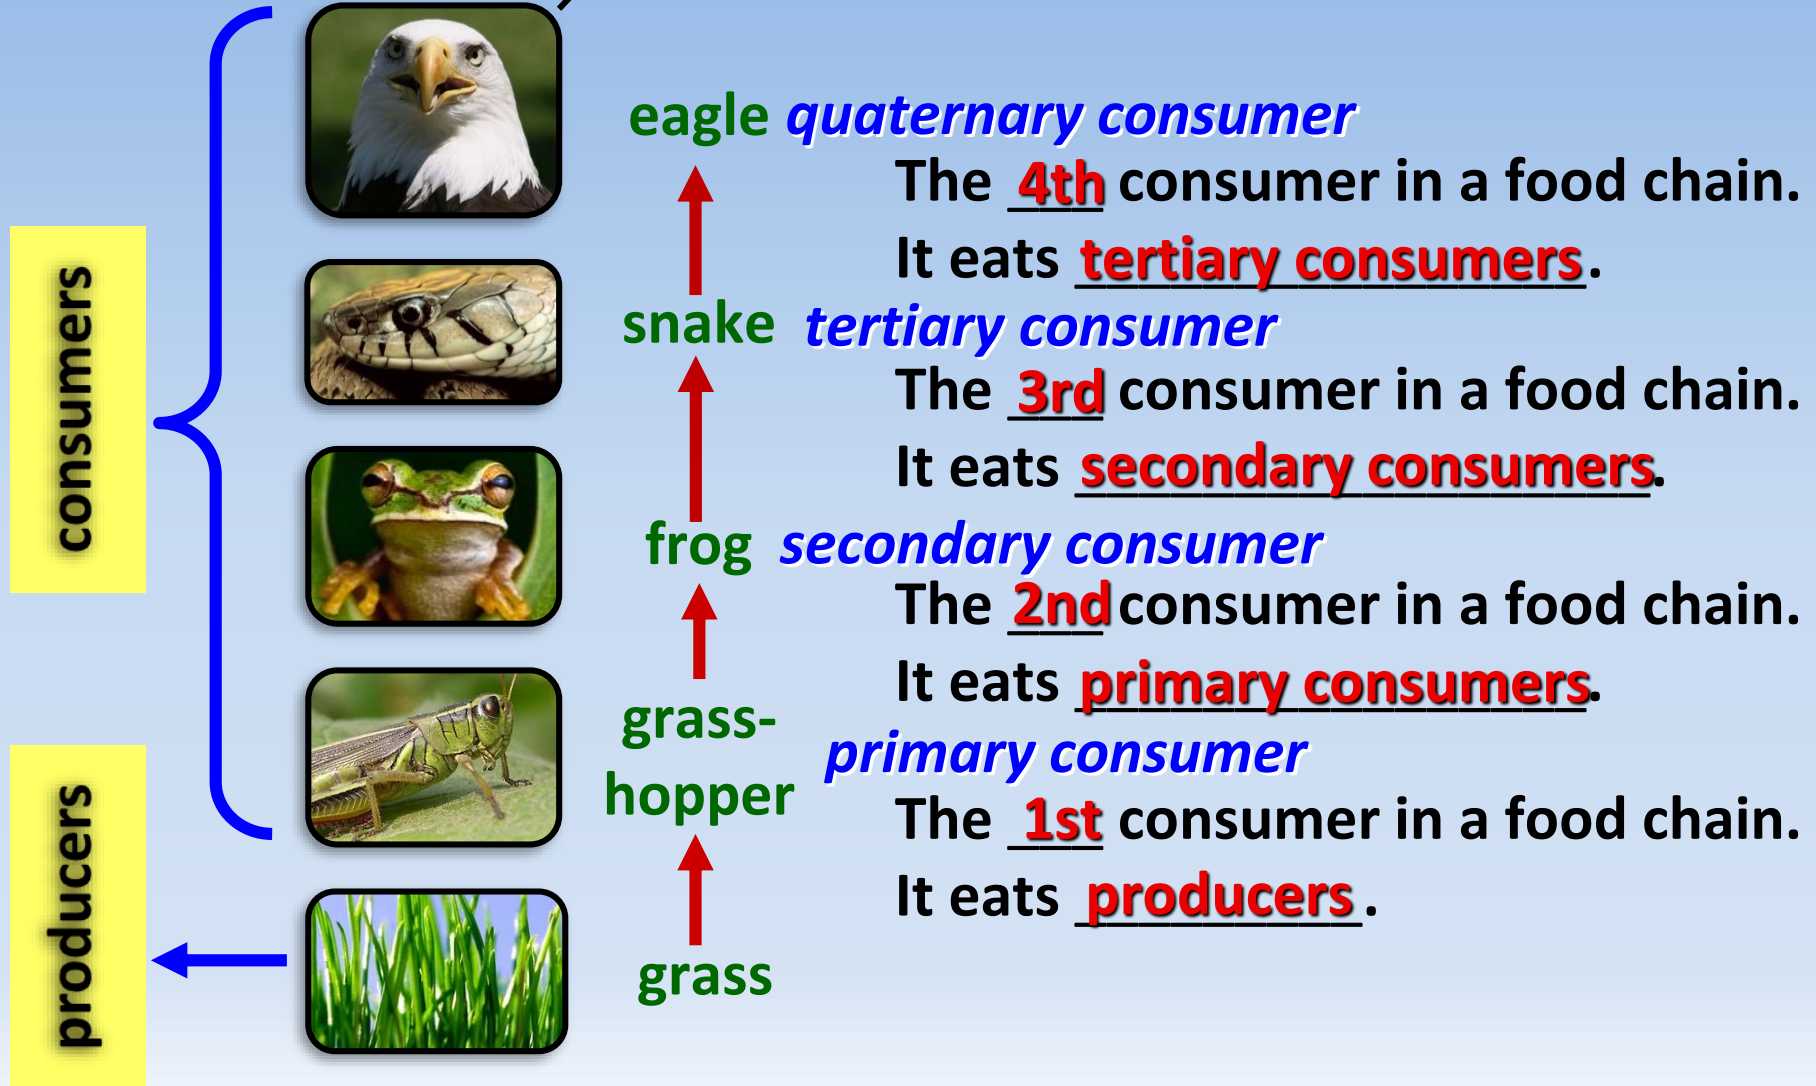 consumers
producers
eagle quaternary consumer
The 4th consumer in a food chain.
It eats tertiary consumers.
snake tertiary consumer
The 3rd consumer in a food chain.
It eats secondary consumers.
frog secondary consumer
The 2nd consumer in a food chain.
It eats primary consumers.
grass-
hopper
primary consumer
The 1st consumer in a food chain.
It eats producers.
grass